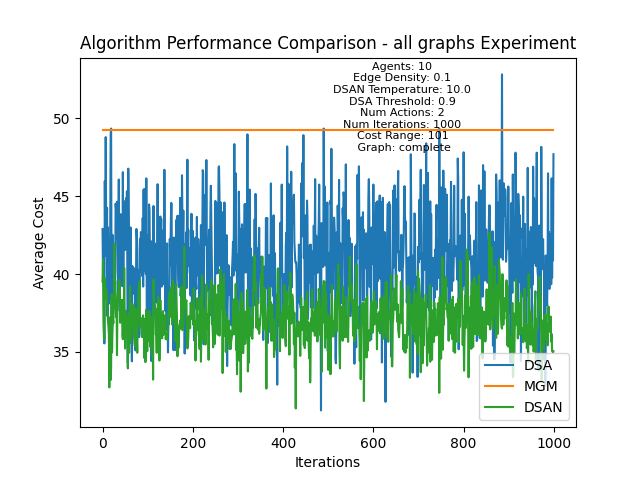 Algorithm Performance Comparison - all graphs Experiment
Agents: 10
Edge Density: 0.1
DSAN Temperature: 10.0
DSA Threshold: 0.9
Num Actions: 2
Num Iterations: 1000
Cost Range: 101
Graph: complete
Average Cost
50
45
40
35
0
200
400
600
800
1000
Iterations
DSA
MGM
DSAN